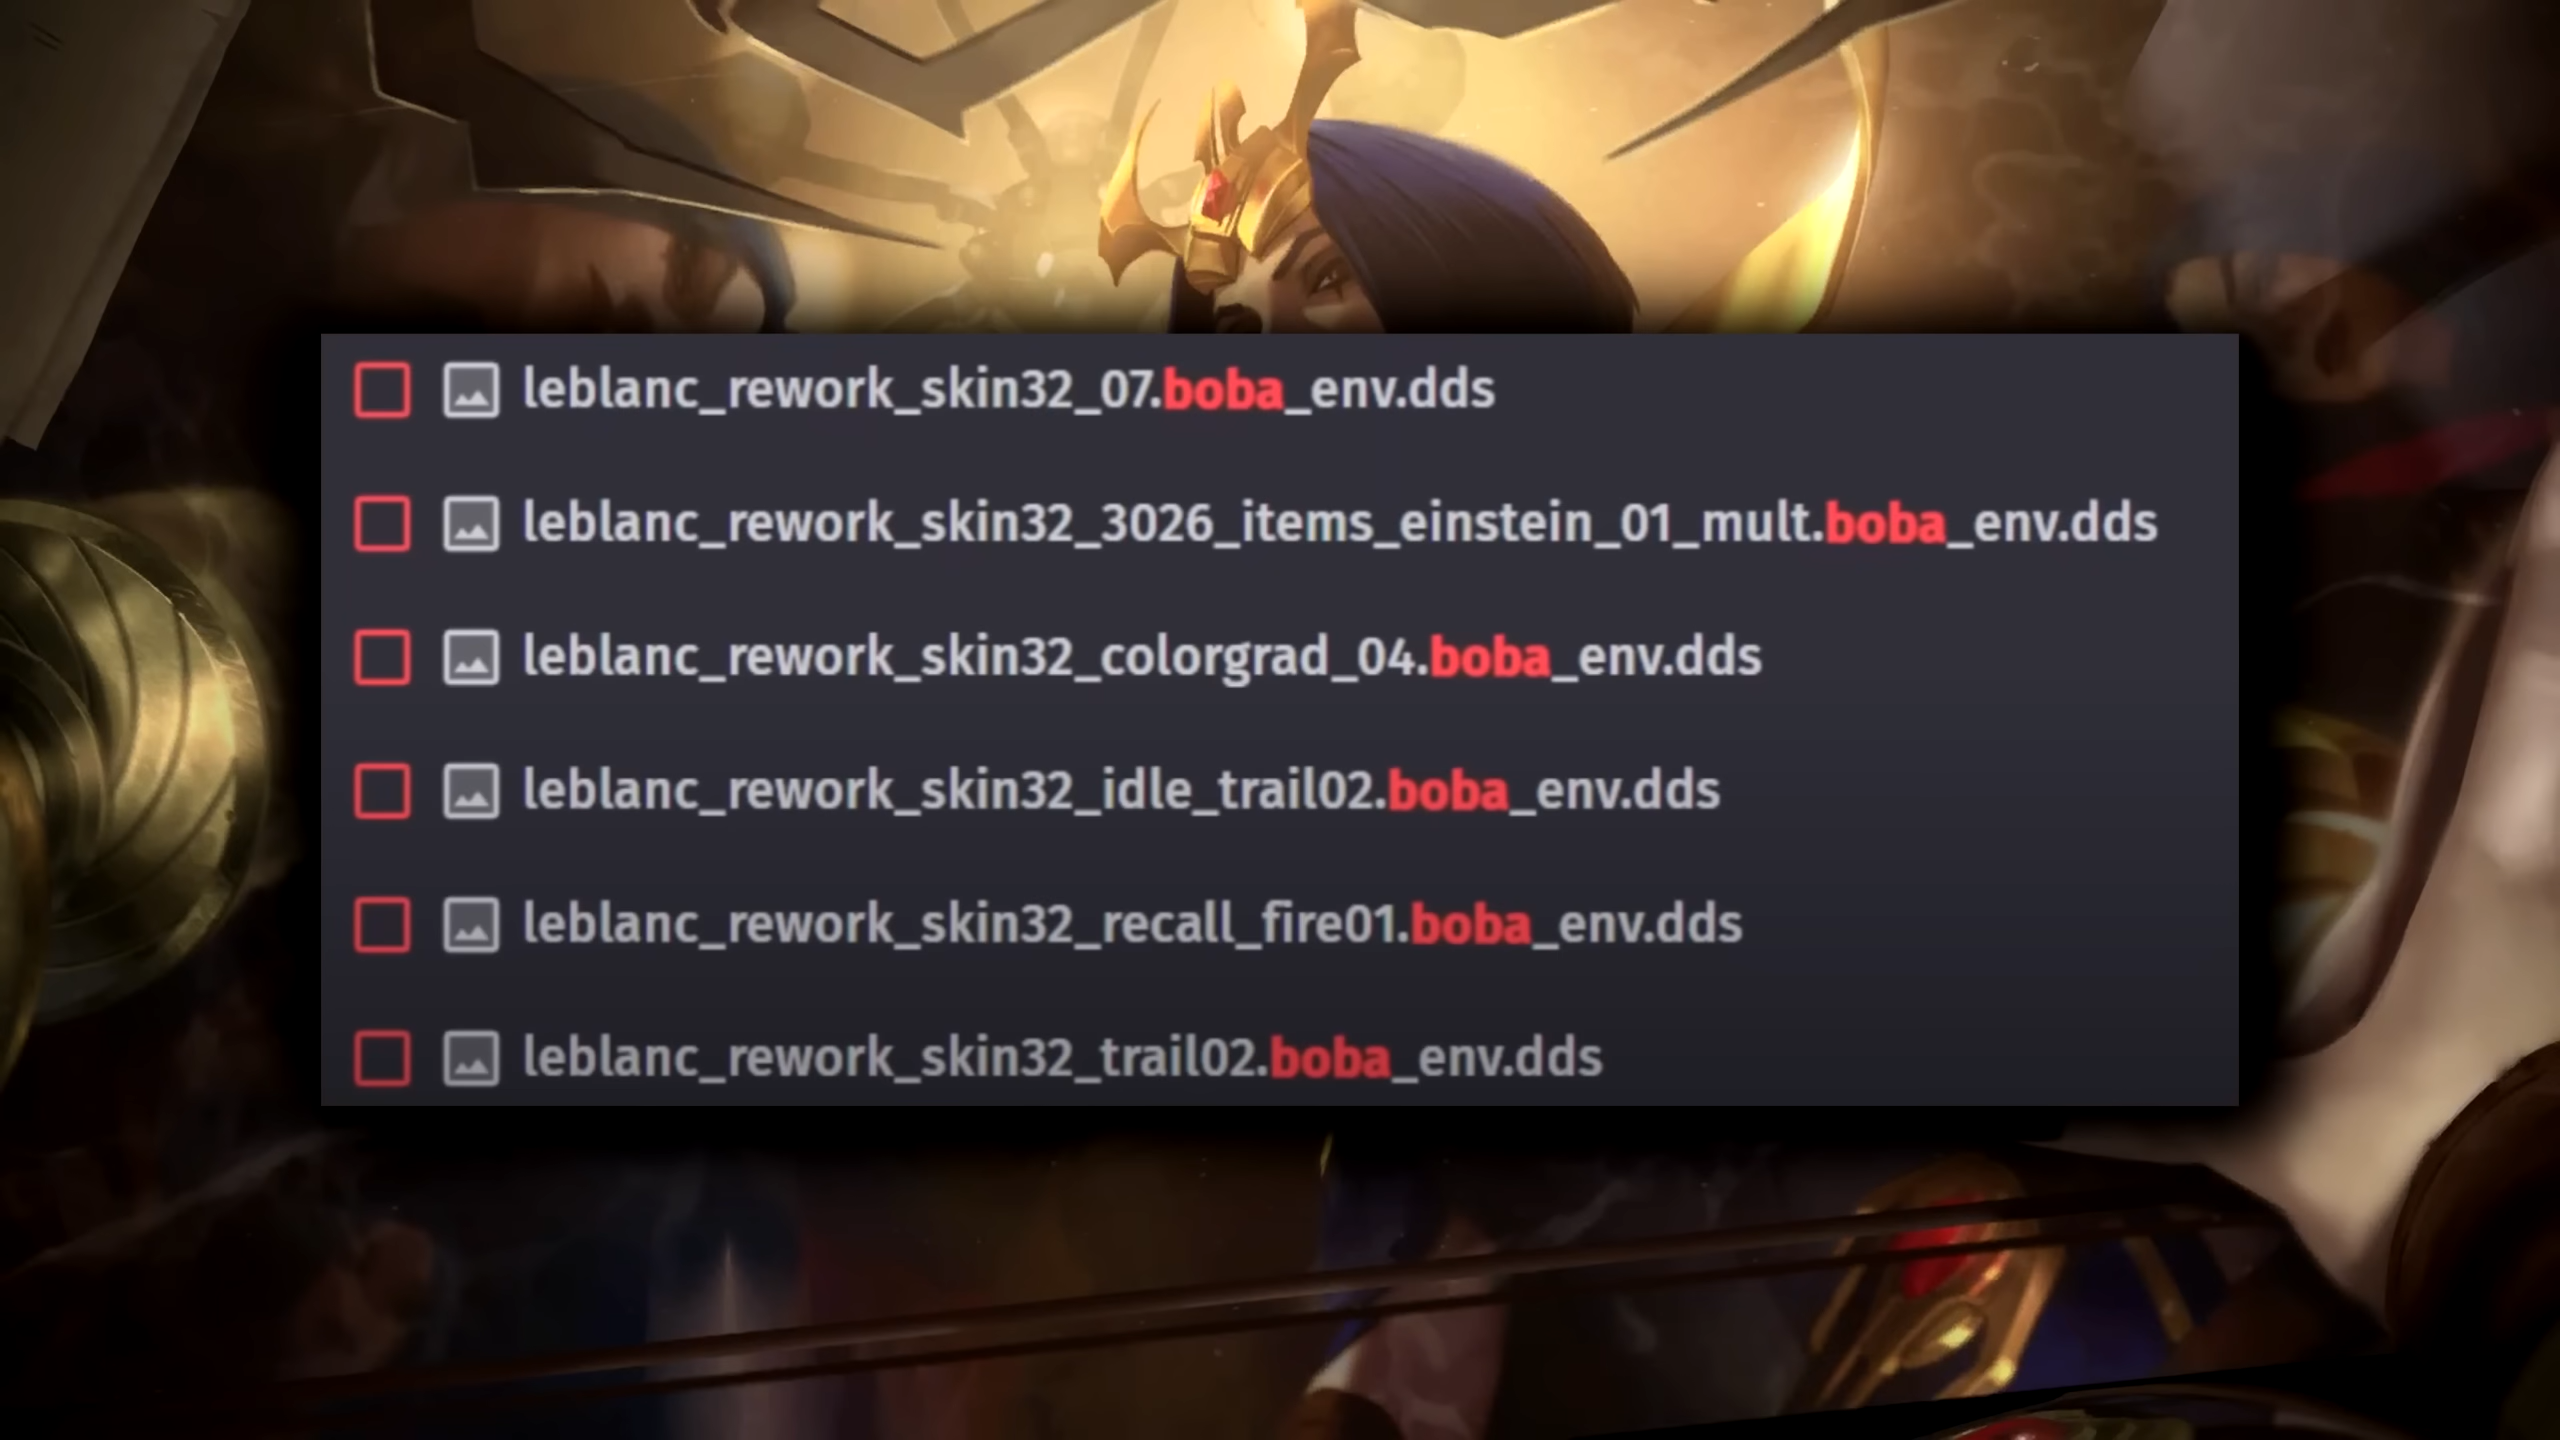 leblanc_rework_skin32_07.boba_env.dds
leblanc_rework_skin32_3026_items_einstein_01_mult.boba_env.dds
leblanc_rework_skin32_colorgrad_04.boba_env.dds
leblanc_rework_skin32_idle_trail02.boba_env.dds
leblanc_rework_skin32_recall_fire01.boba_env.dds
leblanc_rework_skin32_trail02.boba_env.dds